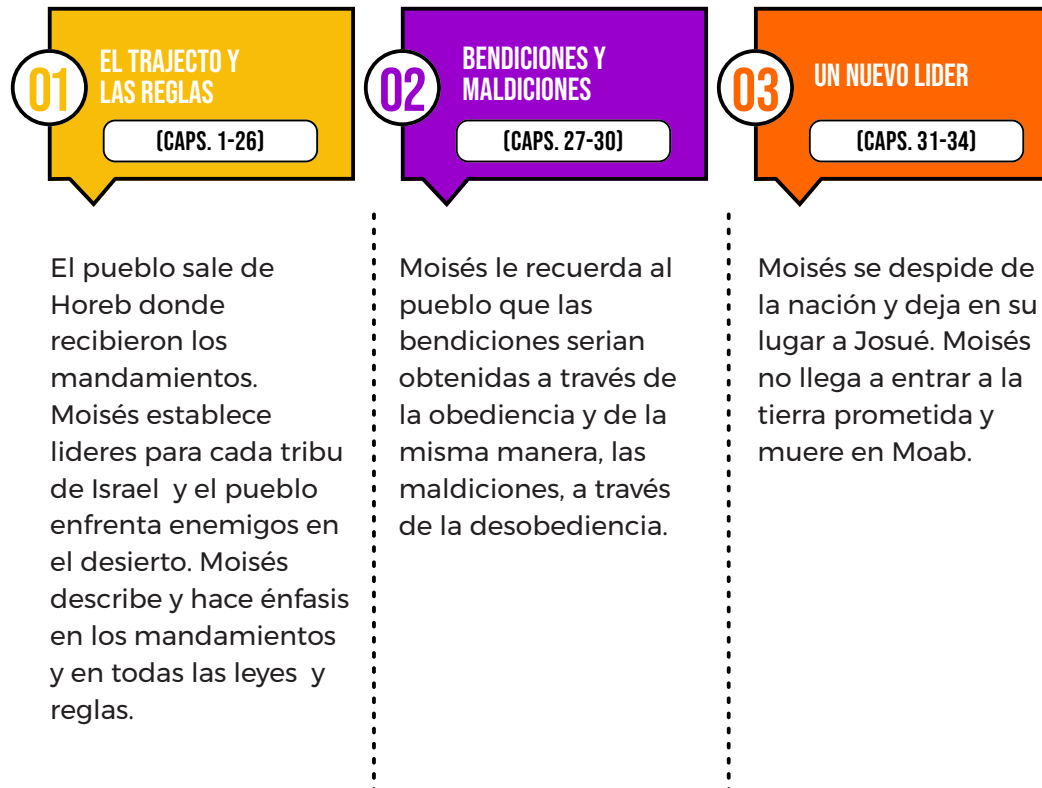 01
EL TRAJECTO Y
LAS REGLAS
(CAPS. 1-26)
El pueblo sale de
Horeb donde
recibieron los
mandamientos.
Moisés establece
lideres para cada tribu
de Israel  y el pueblo
enfrenta enemigos en
el desierto. Moisés
describe y hace énfasis
en los mandamientos
y en todas las leyes  y
reglas.
02
BENDICIONES Y
MALDICIONES
(CAPS. 27-30)
Moisés le recuerda al
pueblo que las
bendiciones serian
obtenidas a través de
la obediencia y de la
misma manera, las
maldiciones, a través
de la desobediencia.
03
UN NUEVO LIDER
(CAPS. 31-34)
Moisés se despide de
la nación y deja en su
lugar a Josué. Moisés
no llega a entrar a la
tierra prometida y
muere en Moab.